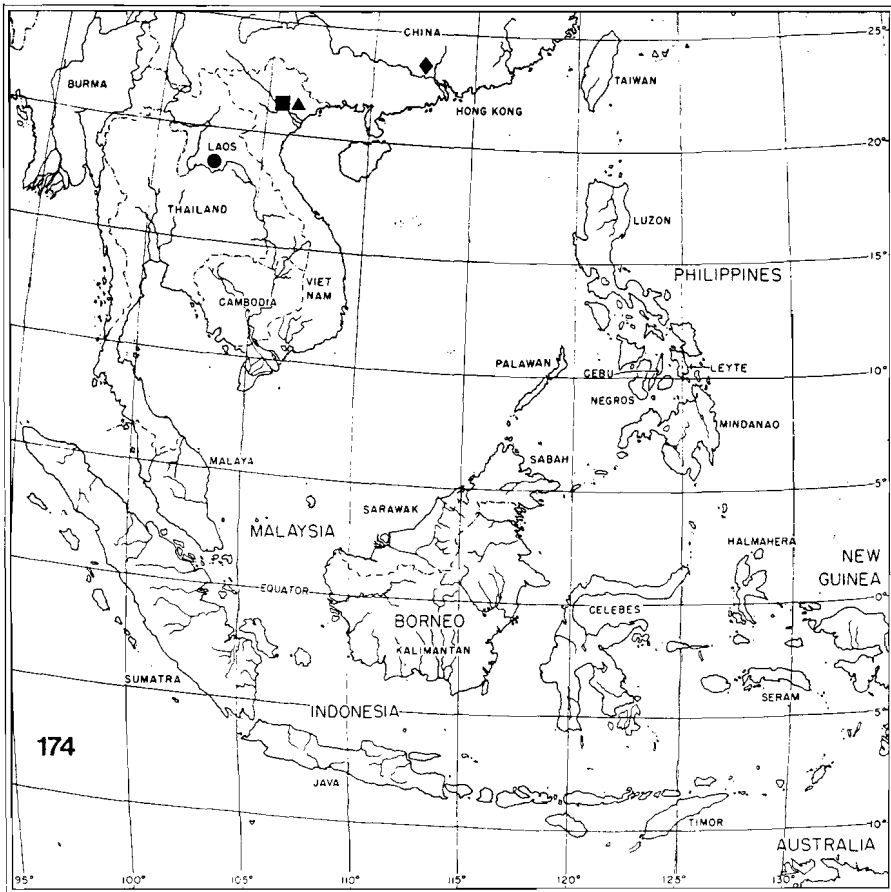 CHINA
25°
TAIWAN
BURMA
HONG KONG
LAOS
20°
THAILAND
LUZON
VIET
NAM
15°
PHILIPPINES
CAMBODIA
PALAWAN
CEBU
LEYTE
10°
NEGROS
MINDANAO
MALAYA
SABAH
5°
SARAWAK
MALAYSIA
HALMAHERA
NEW
GUINEA
EQUATOR
0°
CELEBES
BORNEO
KALIMANTAN
SUMATRA
SERAM
5°
INDONESIA
174
JAVA
TIMOR
10°
AUSTRALIA
95° 100° 105° 110° 115° 120° 125° 130°